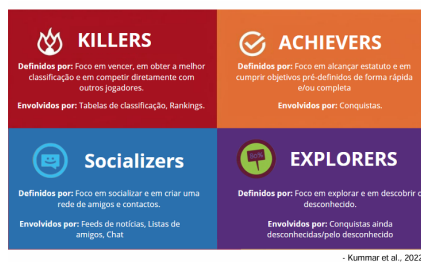 KILLERS
Definidos por: Foco em vencer, em obter a melhor
classificação e em competir diretamente com
outros jogadores.
Envolvidos por: Tabelas de classificação, Rankings.
ACHIEVERS
Definidos por: Foco em alcançar estatuto e em
cumprir objetivos pré-definidos de forma rápida
e/ou completa
Envolvidos por: Conquistas.
Socializers
Definidos por: Foco em socializar e em criar uma
rede de amigos e contactos.
Envolvidos por: Feeds de notícias, Listas de
amigos, Chat
EXPLORERS
Definidos por: Foco em explorar e em descobrir o
desconhecido.
Envolvidos por: Conquistas ainda
desconhecidas/pelo desconhecido
- Kummar et al., 2022